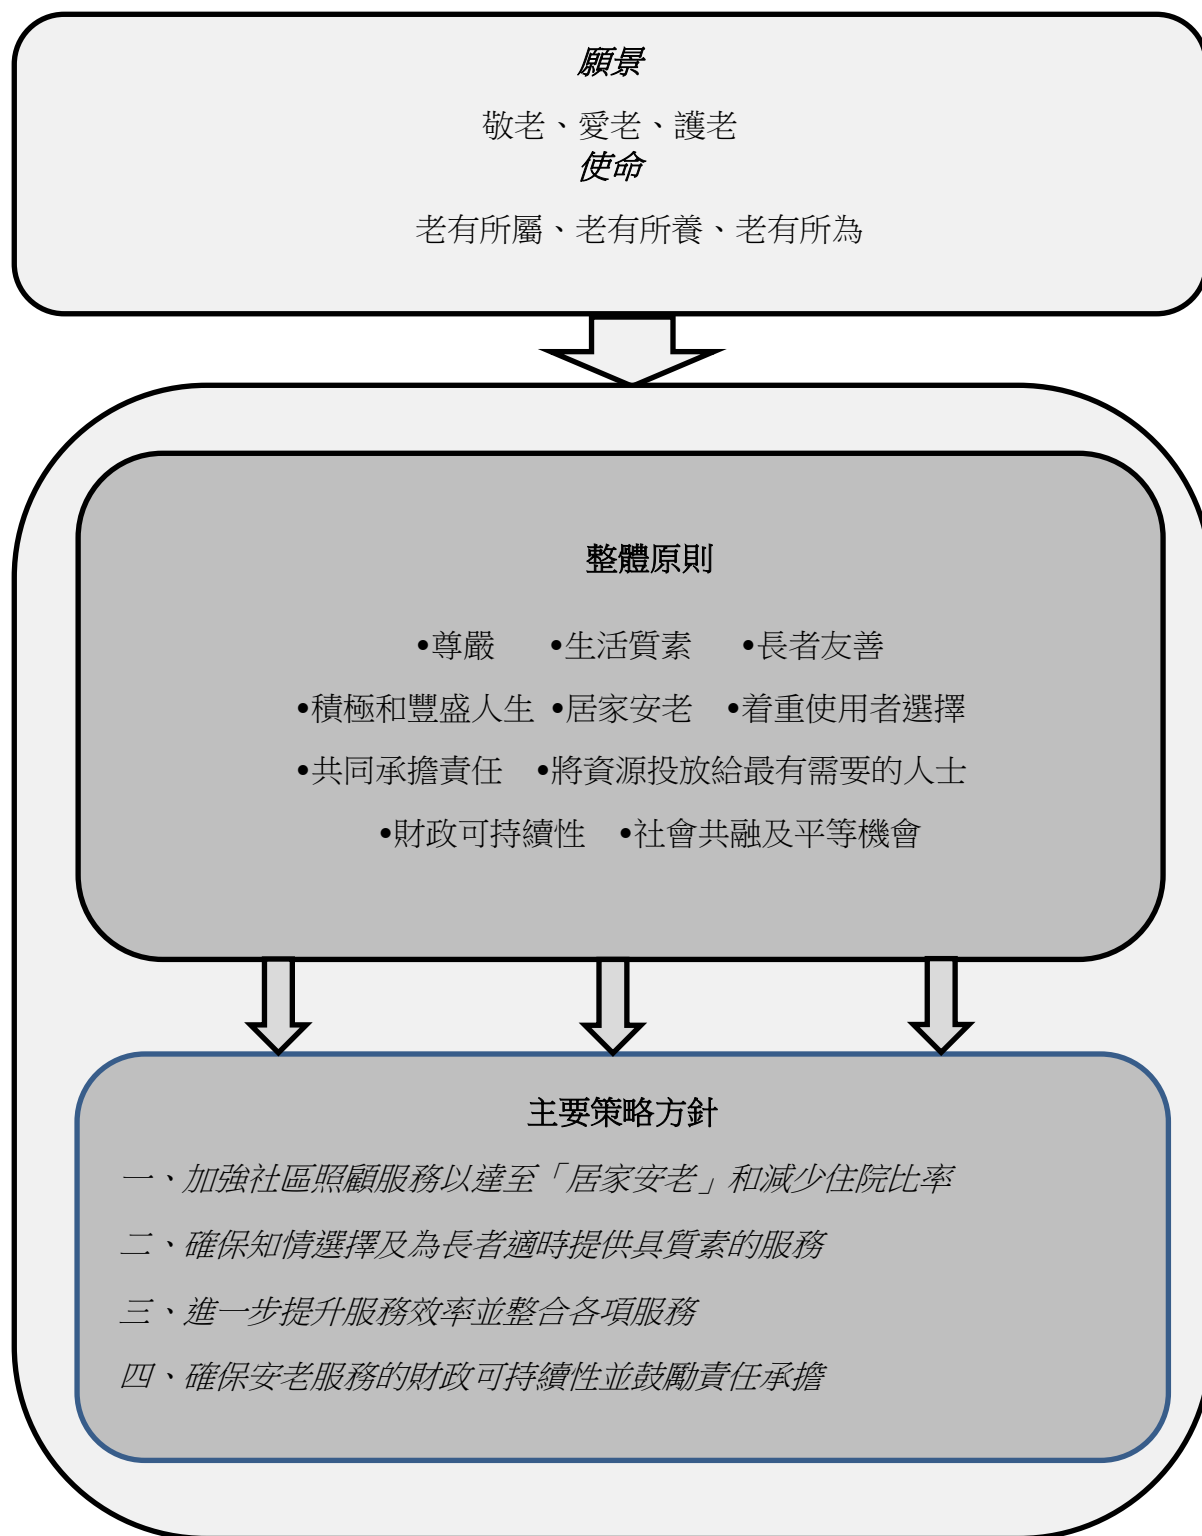 願景
敬老、愛老、護老
使命
老有所屬、老有所養、老有所為
整體原則
•尊嚴 •生活質素 •長者友善
•積極和豐盛人生 •居家安老 •着重使用者選擇
•共同承擔責任 •將資源投放給最有需要的人士
•財政可持續性 •社會共融及平等機會
主要策略方針
一、加強社區照顧服務以達至「居家安老」和減少住院比率
二、確保知情選擇及為長者適時提供具質素的服務
三、進一步提升服務效率並整合各項服務
四、確保安老服務的財政可持續性並鼓勵責任承擔